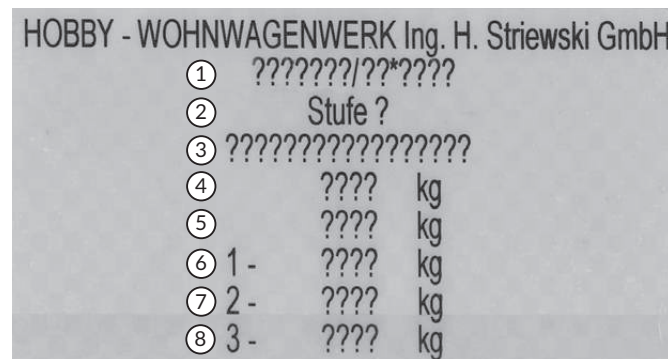 HOBBY - WOHNWAGENWERK Ing. H. Striewski GmbH
1 ???????/??*????
2 Stufe ?
3 ?????????????????
4 ???? kg
5 ???? kg
6 1 - ???? kg
7 2 - ???? kg
8 3 - ???? kg